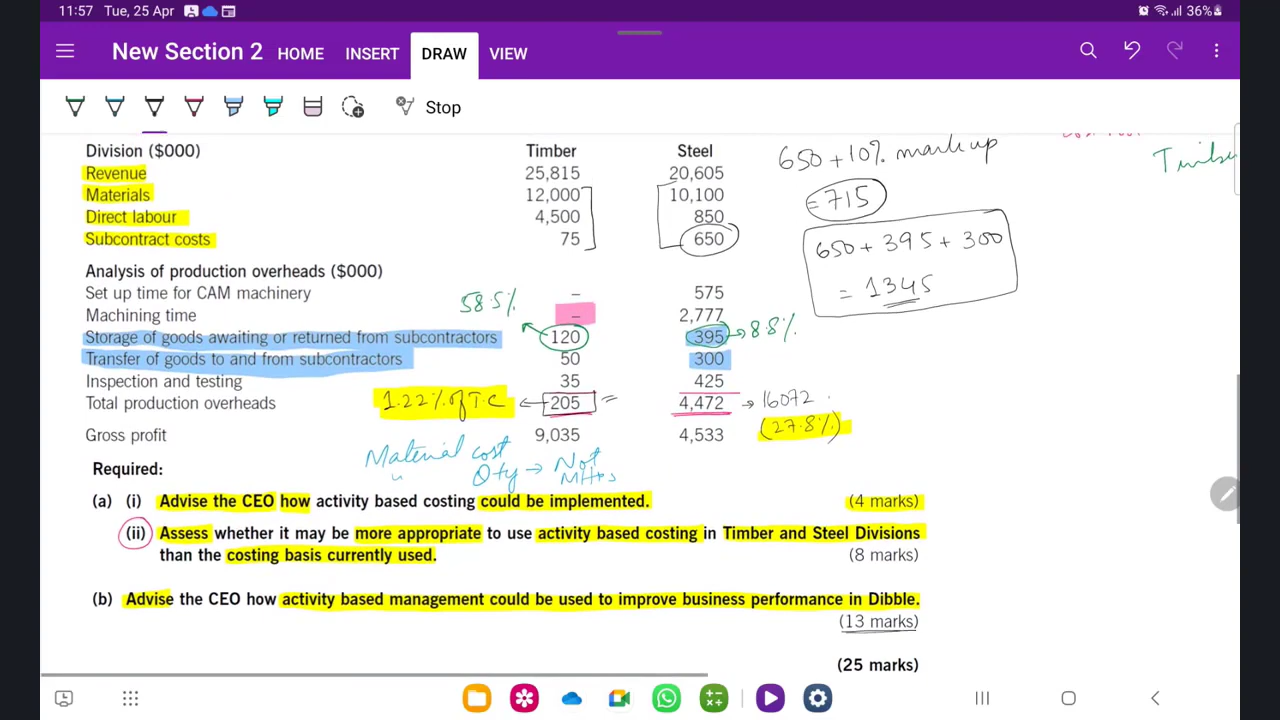 11:57 Tue, 25 Apr 36%
New Section 2 HOME INSERT DRAW VIEW
Stop
Division ($000) Timber Steel
Revenue 25,815 20,605
Materials 12,000 10,100
Direct labour 4,500 850
Subcontract costs 75 650
650 + 10% mark up
= 715
650 + 395 + 300
= 1345
Analysis of production overheads ($000)
Set up time for CAM machinery – 575
58.5%
Machining time – 2,777
Storage of goods awaiting or returned from subcontractors 120 395 8.8%
Transfer of goods to and from subcontractors 50 300
Inspection and testing 35 425
Total production overheads 1.22% of T.C 205 = 4,472 → 16072
(27.8%)
Gross profit 9,035 4,533
Material cost
Qty → Not
MHrs
Required:
(a) (i) Advise the CEO how activity based costing could be implemented. (4 marks)
(ii) Assess whether it may be more appropriate to use activity based costing in Timber and Steel Divisions
than the costing basis currently used. (8 marks)
(b) Advise the CEO how activity based management could be used to improve business performance in Dibble.
(13 marks)
(25 marks)